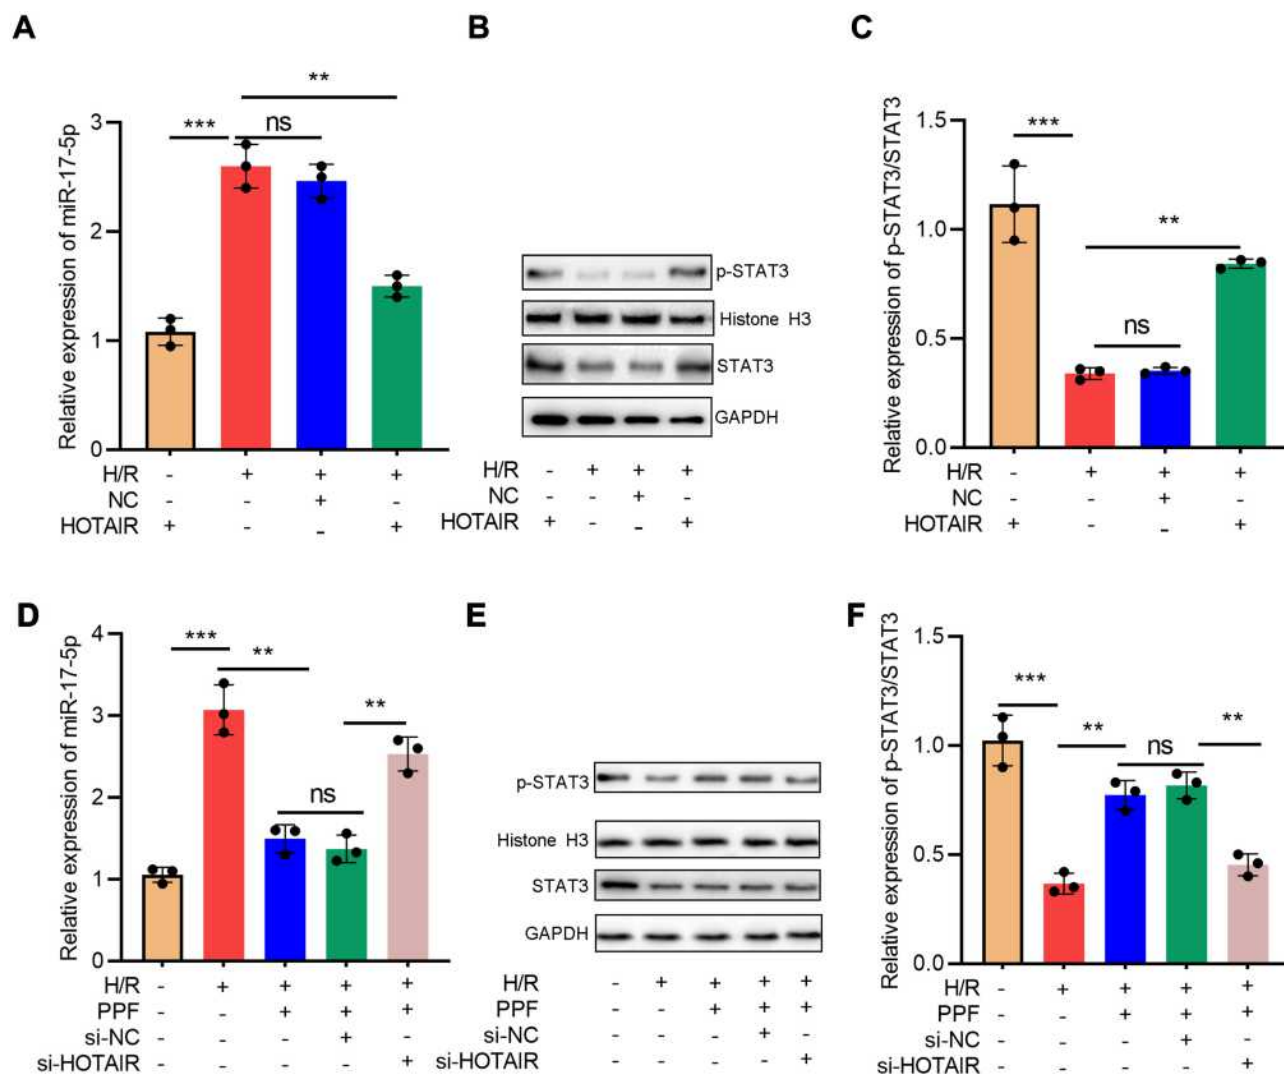 A
Relative expression of miR-17-5p
3
2
1
0
***
ns
**
H/R - + + +
NC - - + -
HOTAIR + - - +
B
p-STAT3
Histone H3
STAT3
GAPDH
H/R - + + +
NC - - + -
HOTAIR + - - +
C
Relative expression of p-STAT3/STAT3
1.5
1.0
0.5
0.0
***
**
ns
H/R - + + +
NC - - + -
HOTAIR + - - +
D
Relative expression of miR-17-5p
4
3
2
1
0
***
**
ns
**
H/R - + + + +
PPF - - + + +
si-NC - - - + -
si-HOTAIR - - - - +
E
p-STAT3
Histone H3
STAT3
GAPDH
H/R - + + + +
PPF - - + + +
si-NC - - - + -
si-HOTAIR - - - - +
F
Relative expression of p-STAT3/STAT3
1.5
1.0
0.5
0.0
***
**
ns
**
H/R - + + + +
PPF - - + + +
si-NC - - - + -
si-HOTAIR - - - - +